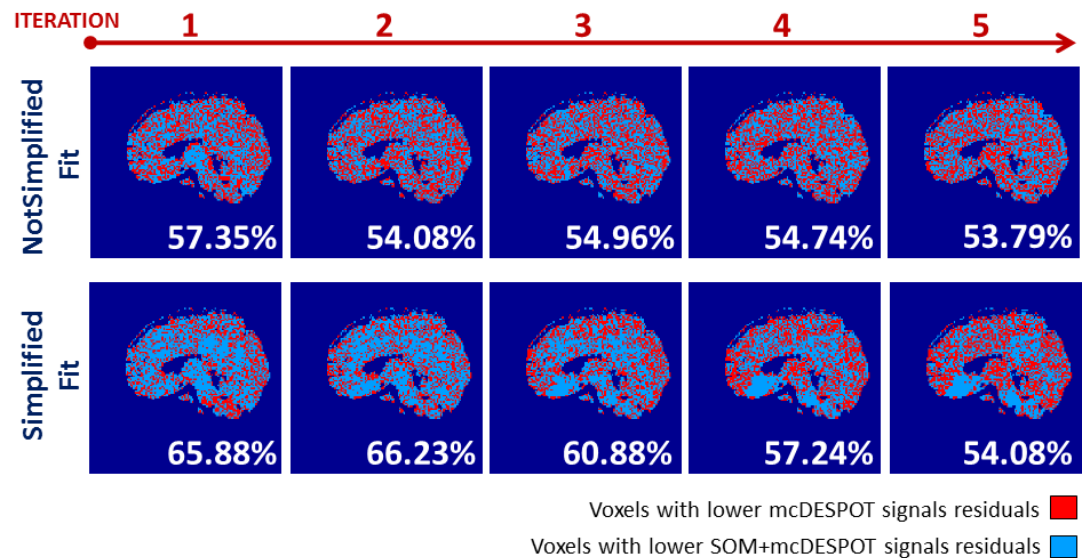 ITERATION 1 2 3 4 5
NotSimplified
Fit
57.35% 54.08% 54.96% 54.74% 53.79%
Simplified
Fit
65.88% 66.23% 60.88% 57.24% 54.08%
Voxels with lower mcDESPOT signals residuals
Voxels with lower SOM+mcDESPOT signals residuals